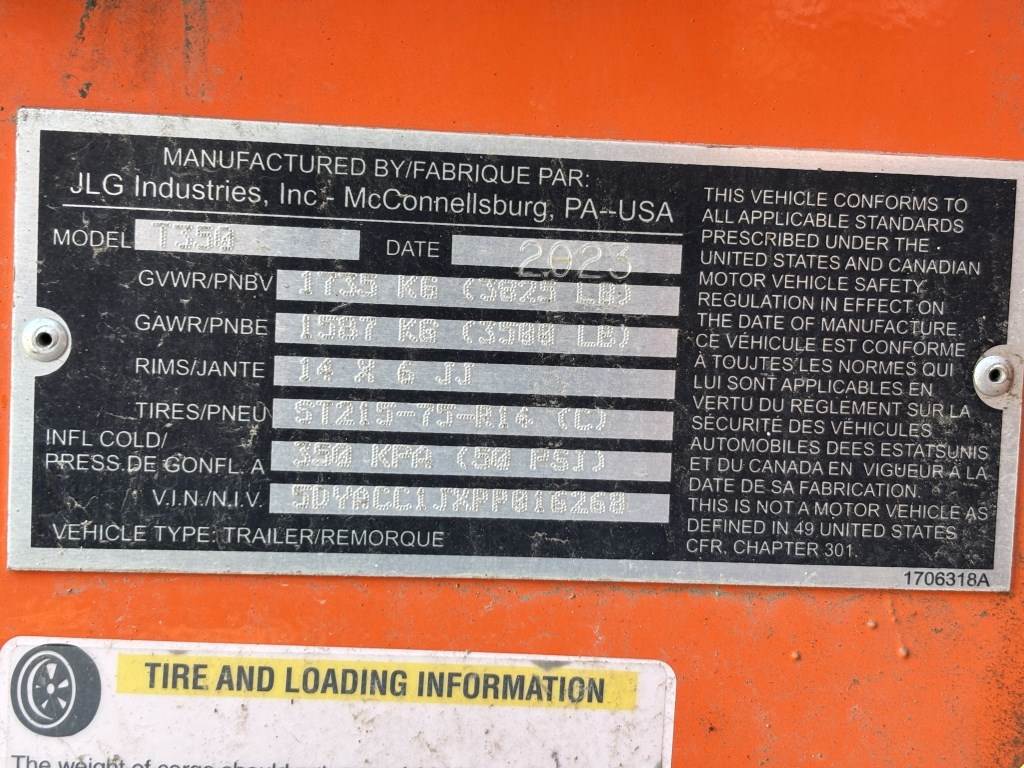 MANUFACTURED BY/FABRIQUE PAR:
JLG Industries, Inc - McConnellsburg, PA--USA
MODEL T350 DATE 2023
GVWR/PNBV 1735 KG (3825 LB)
GAWR/PNBE 1587 KG (3500 LB)
RIMS/JANTE 14 X 6 JJ
TIRES/PNEU ST215-75-R14 (C)
INFL COLD/
PRESS.DE GONFL. A 350 KPA (50 PSI)
V.I.N./N.I.V. 5DYACC1JXPP016268
VEHICLE TYPE: TRAILER/REMORQUE
THIS VEHICLE CONFORMS TO
ALL APPLICABLE STANDARDS
PRESCRIBED UNDER THE
UNITED STATES AND CANADIAN
MOTOR VEHICLE SAFETY
REGULATION IN EFFECT ON
THE DATE OF MANUFACTURE.
CE VÉHICULE EST CONFORME
À TOUJTES LES NORMES QUI
LUI SONT APPLICABLES EN
VERTU DU RÈGLEMENT SUR LA
SÉCURITÉ DES VÉHICULES
AUTOMOBILES DEES ESTATSUNIS
ET DU CANADA EN VIGUEUR À LA
DATE DE SA FABRICATION.
THIS IS NOT A MOTOR VEHICLE AS
DEFINED IN 49 UNITED STATES
CFR, CHAPTER 301.
1706318A
TIRE AND LOADING INFORMATION
The weight of cargo should